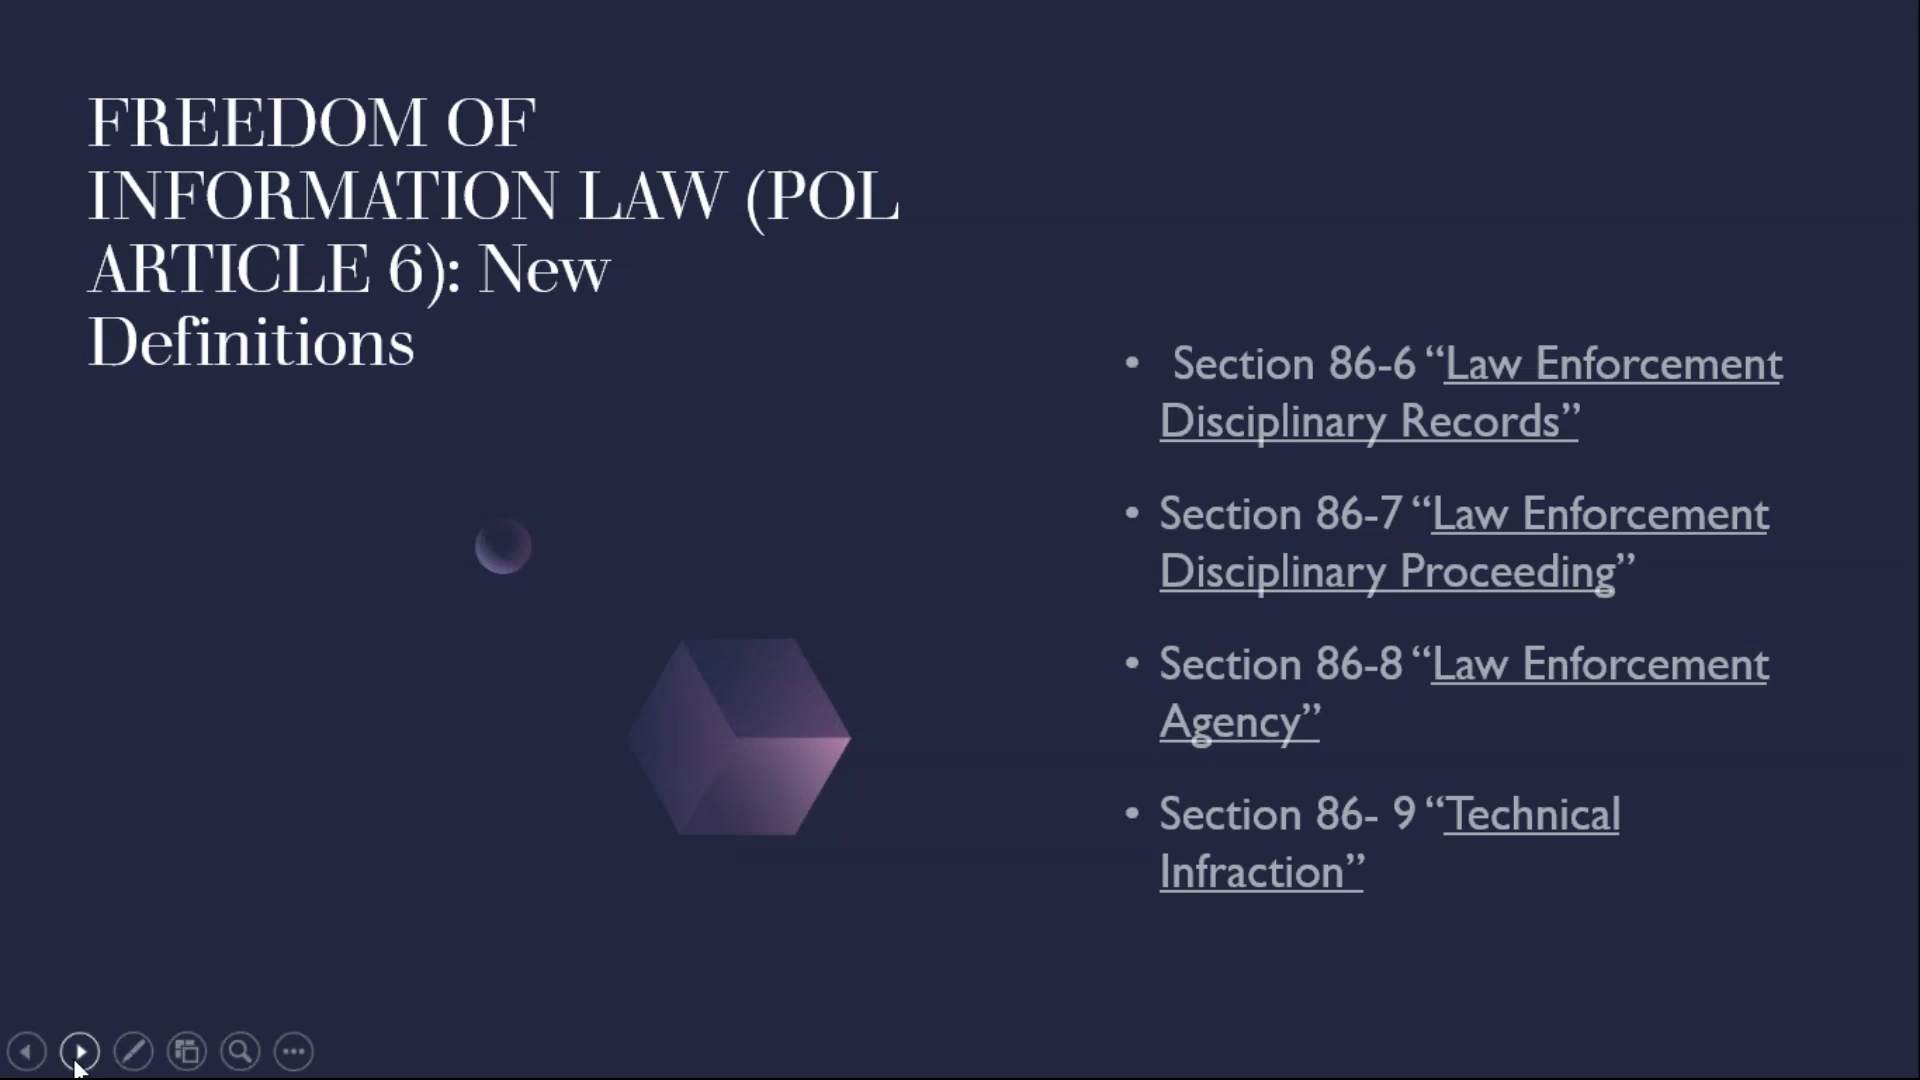 FREEDOM OF
INFORMATION LAW (POL
ARTICLE 6): New
Definitions
• Section 86-6 “Law Enforcement
Disciplinary Records”
• Section 86-7 “Law Enforcement
Disciplinary Proceeding”
• Section 86-8 “Law Enforcement
Agency”
• Section 86- 9 “Technical
Infraction”